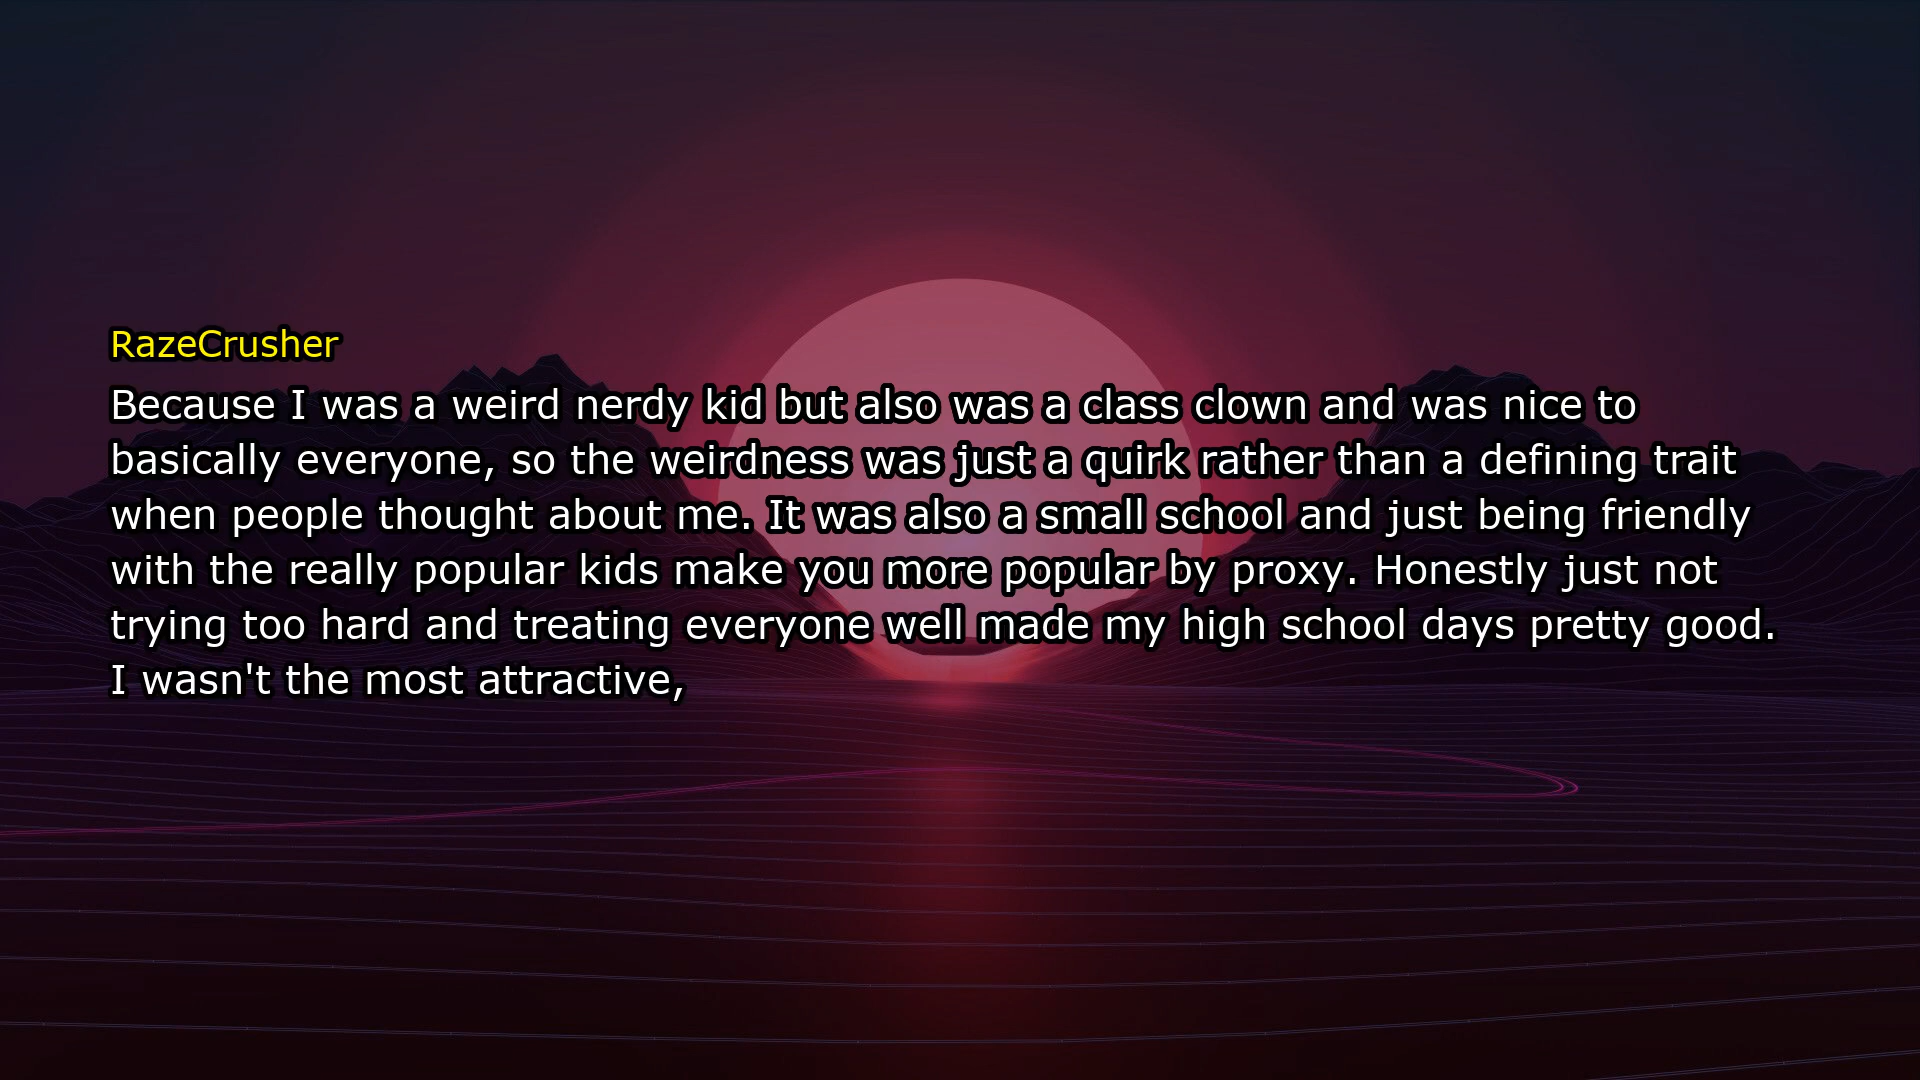 RazeCrusher
Because I was a weird nerdy kid but also was a class clown and was nice to
basically everyone, so the weirdness was just a quirk rather than a defining trait
when people thought about me. It was also a small school and just being friendly
with the really popular kids make you more popular by proxy. Honestly just not
trying too hard and treating everyone well made my high school days pretty good.
I wasn't the most attractive,